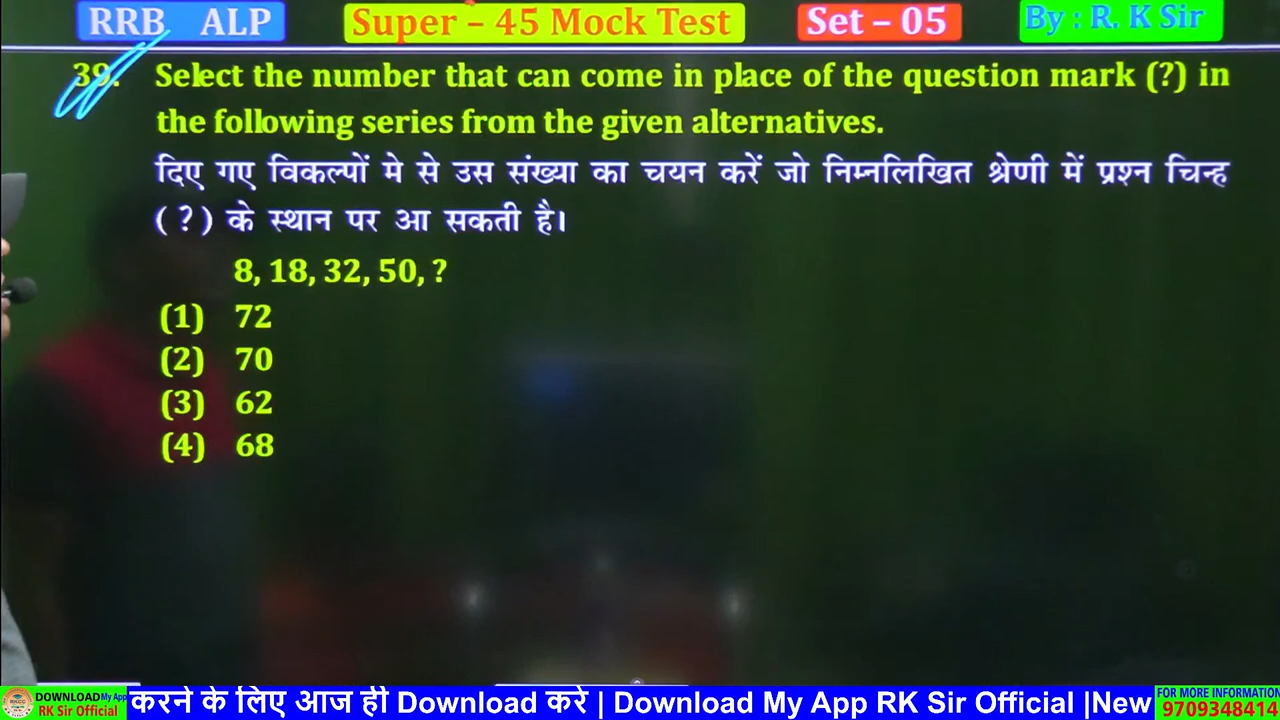 RRB ALP
Super – 45 Mock Test
Set – 05
By : R. K Sir
39. Select the number that can come in place of the question mark (?) in
the following series from the given alternatives.
दिए गए विकल्पों मे से उस संख्या का चयन करें जो निम्नलिखित श्रेणी में प्रश्न चिन्ह
( ? ) के स्थान पर आ सकती है।
8, 18, 32, 50, ?
(1) 72
(2) 70
(3) 62
(4) 68
DOWNLOAD My App
RK Sir Official
करने के लिए आज ही Download करे | Download My App RK Sir Official |New
FOR MORE INFORMATION
9709348414